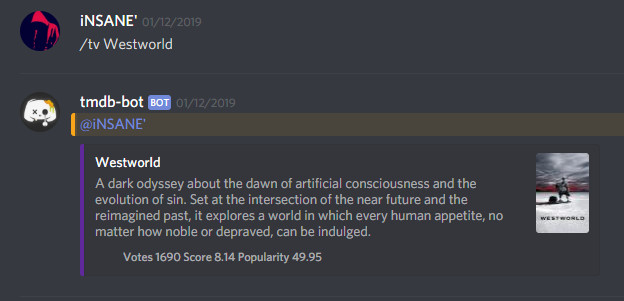 iNSANE' 01/12/2019
/tv Westworld
tmdb-bot BOT 01/12/2019
@iNSANE'
Westworld
A dark odyssey about the dawn of artificial consciousness and the
evolution of sin. Set at the intersection of the near future and the
reimagined past, it explores a world in which every human appetite, no
matter how noble or depraved, can be indulged.
WESTWORLD
Votes 1690 Score 8.14 Popularity 49.95